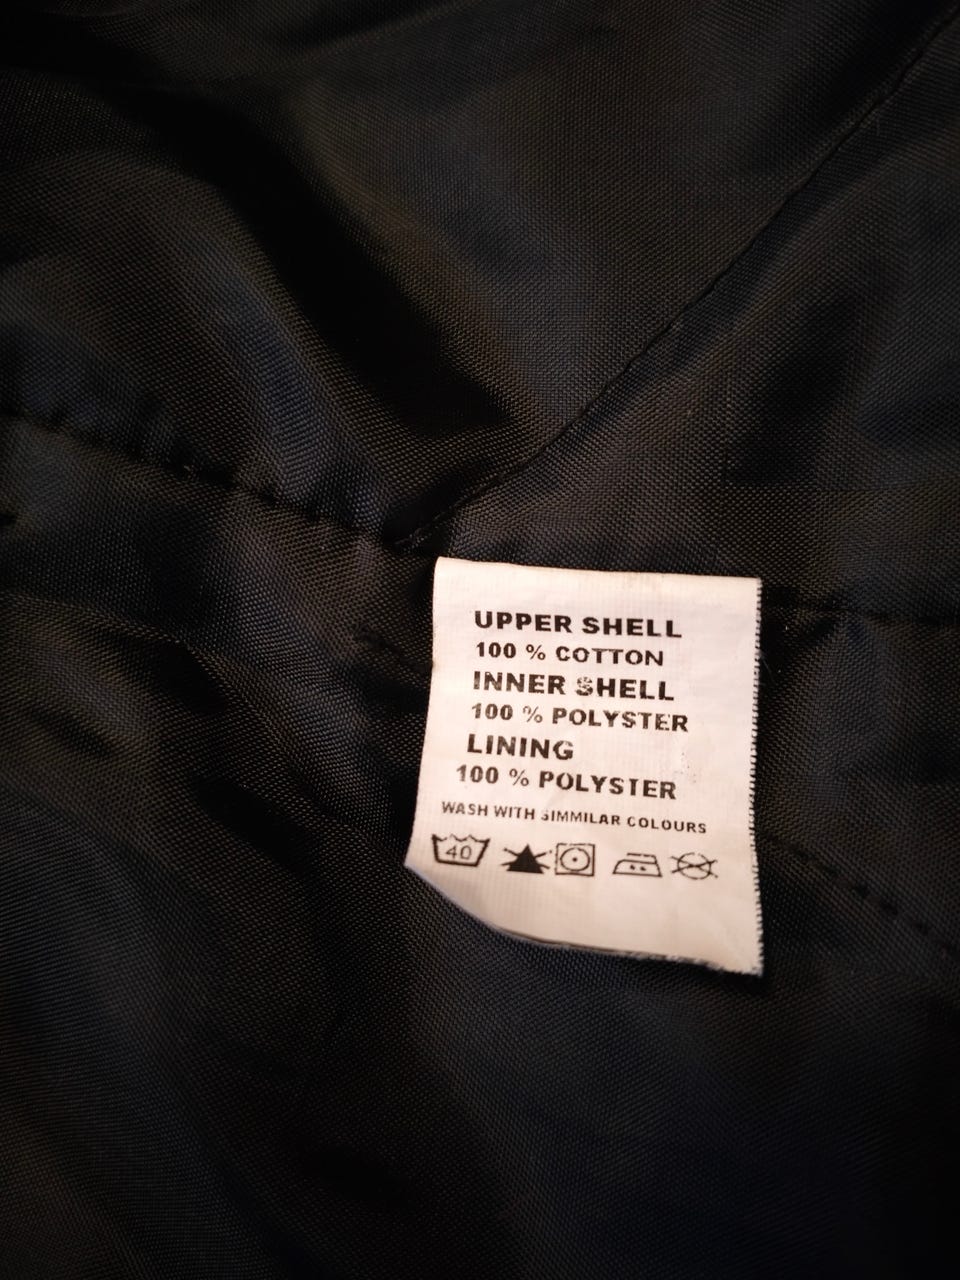 UPPER SHELL
100 % COTTON
INNER SHELL
100 % POLYSTER
LINING
100 % POLYSTER
WASH WITH SIMMILAR COLOURS
40